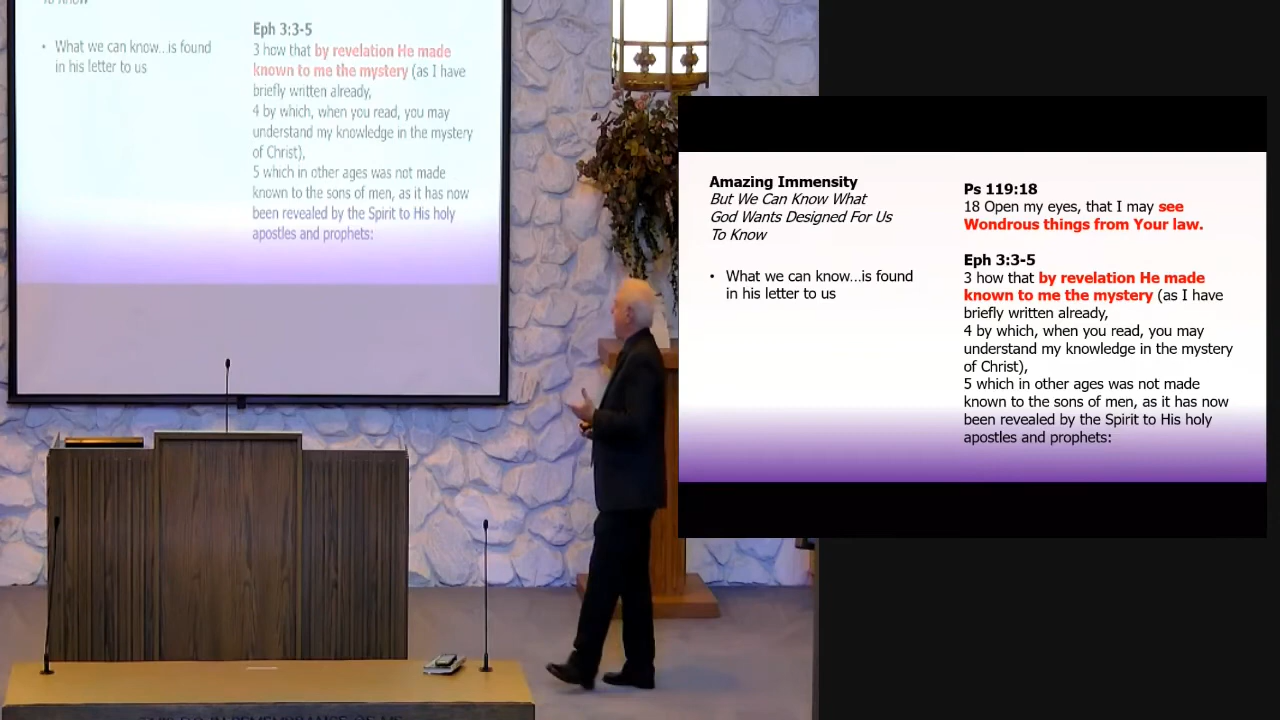 To Know
• What we can know...is found
in his letter to us
Eph 3:3-5
3 how that by revelation He made
known to me the mystery (as I have
briefly written already,
4 by which, when you read, you may
understand my knowledge in the mystery
of Christ),
5 which in other ages was not made
known to the sons of men, as it has now
been revealed by the Spirit to His holy
apostles and prophets:
Amazing Immensity
But We Can Know What
God Wants Designed For Us
To Know
• What we can know...is found
in his letter to us
Ps 119:18
18 Open my eyes, that I may see
Wondrous things from Your law.
Eph 3:3-5
3 how that by revelation He made
known to me the mystery (as I have
briefly written already,
4 by which, when you read, you may
understand my knowledge in the mystery
of Christ),
5 which in other ages was not made
known to the sons of men, as it has now
been revealed by the Spirit to His holy
apostles and prophets:
IN REMEMBRANCE OF ME